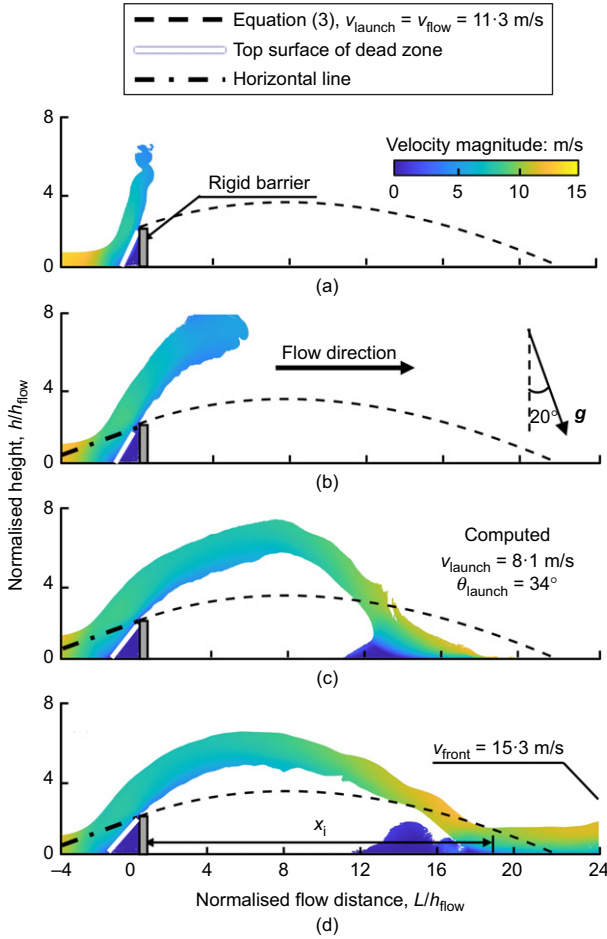 Equation (3), v_launch = v_flow = 11·3 m/s
Top surface of dead zone
Horizontal line
8
4
0
Velocity magnitude: m/s
0 5 10 15
Rigid barrier
(a)
8
4
0
Flow direction
20°
g
(b)
Normalised height, h/h_flow
8
4
0
Computed
v_launch = 8·1 m/s
θ_launch = 34°
(c)
8
4
0
v_front = 15·3 m/s
x_i
–4 0 4 8 12 16 20 24
Normalised flow distance, L/h_flow
(d)